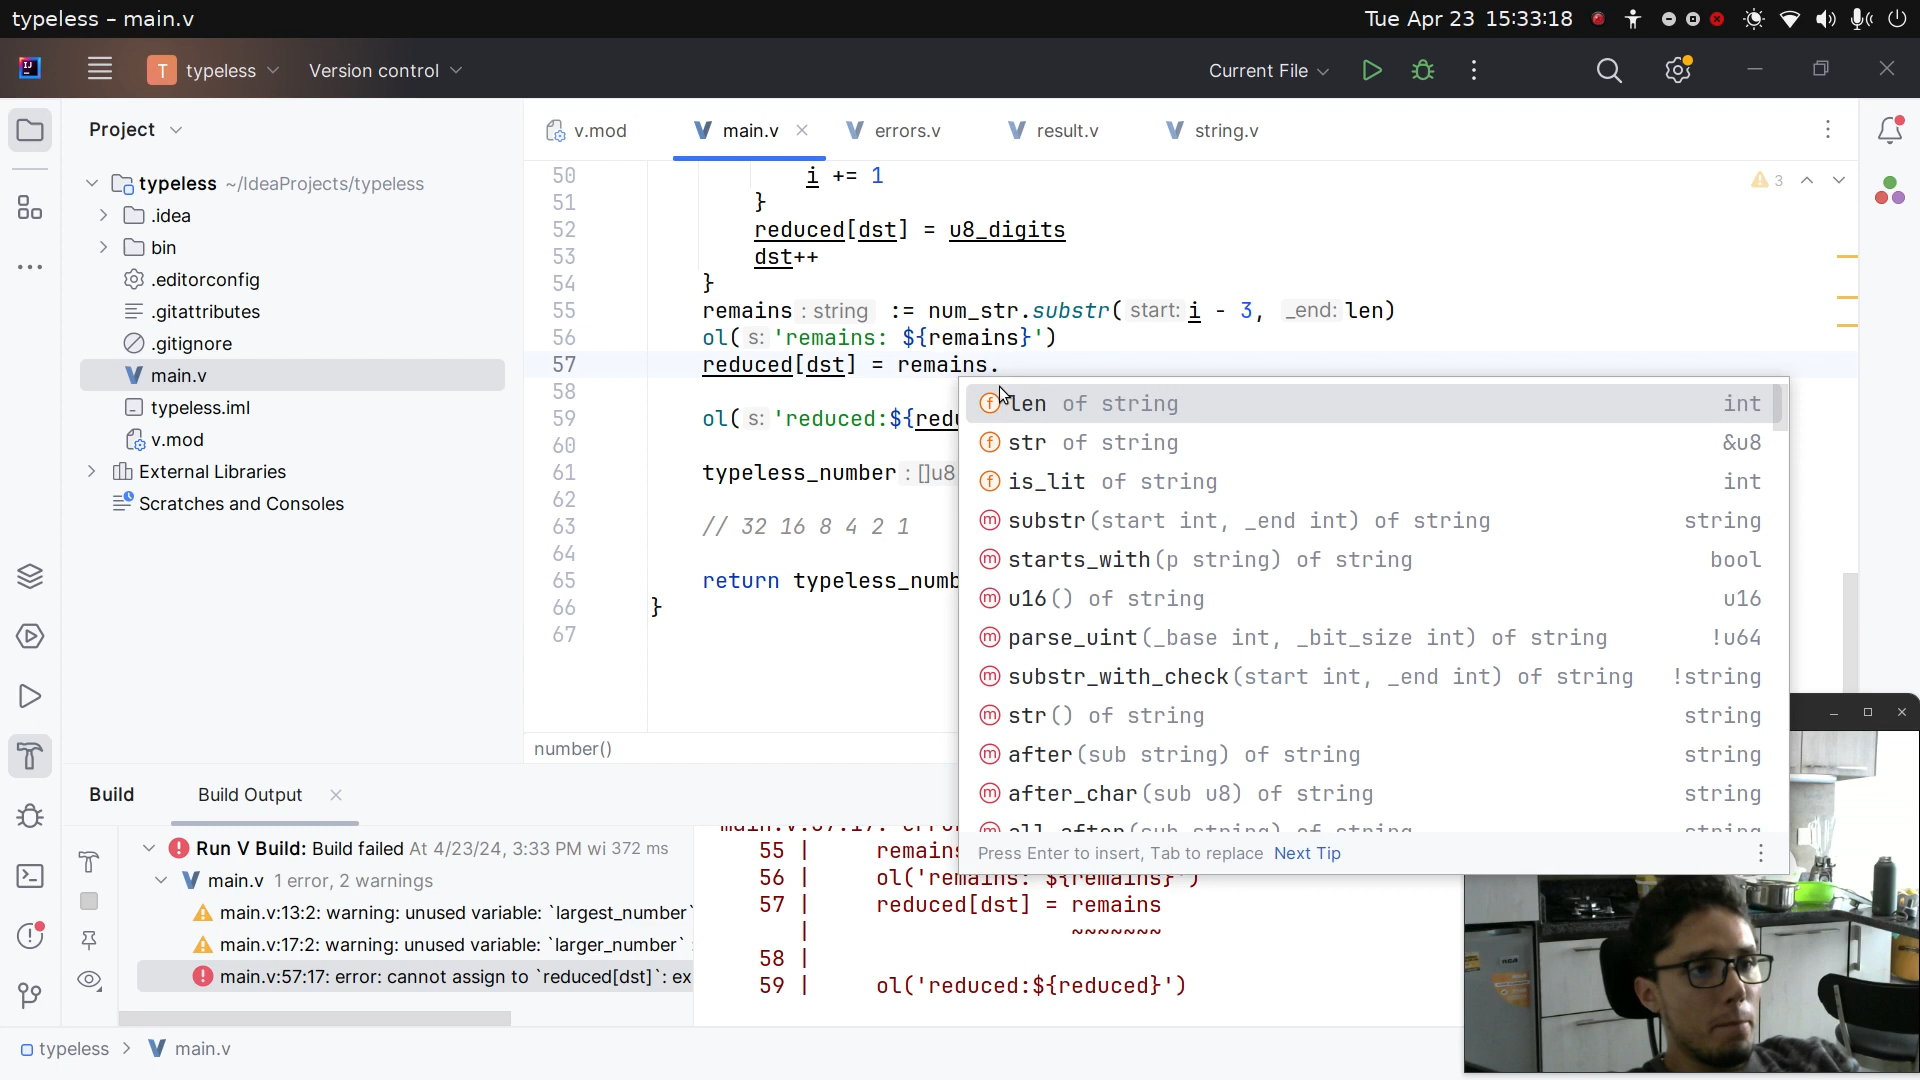 typeless – main.v
Tue Apr 23 15:33:18
T typeless
Version control
Current File
Project
v.mod
main.v
errors.v
result.v
string.v
typeless ~/IdeaProjects/typeless
.idea
bin
.editorconfig
.gitattributes
.gitignore
main.v
typeless.iml
v.mod
External Libraries
Scratches and Consoles
3
50 i += 1
51 }
52 reduced[dst] = u8_digits
53 dst++
54 }
55 remains : string := num_str.substr( start: i - 3, _end: len)
56 ol( s: 'remains: ${remains}')
57 reduced[dst] = remains.
58
59 ol( s: 'reduced:${redu
60
61 typeless_number : []u8
62
63 // 32 16 8 4 2 1
64
65 return typeless_numb
66 }
67
len of string int
str of string &u8
is_lit of string int
substr(start int, _end int) of string string
starts_with(p string) of string bool
u16() of string u16
parse_uint(_base int, _bit_size int) of string !u64
substr_with_check(start int, _end int) of string !string
str() of string string
after(sub string) of string string
after_char(sub u8) of string string
Press Enter to insert, Tab to replace Next Tip
number()
Build
Build Output
Run V Build: Build failed At 4/23/24, 3:33 PM wi 372 ms
main.v 1 error, 2 warnings
main.v:13:2: warning: unused variable: `largest_number`
main.v:17:2: warning: unused variable: `larger_number`
main.v:57:17: error: cannot assign to `reduced[dst]`: ex
55 | remains
56 | ol('remains: ${remains}')
57 | reduced[dst] = remains
| ~~~~~~~
58 |
59 | ol('reduced:${reduced}')
typeless > main.v